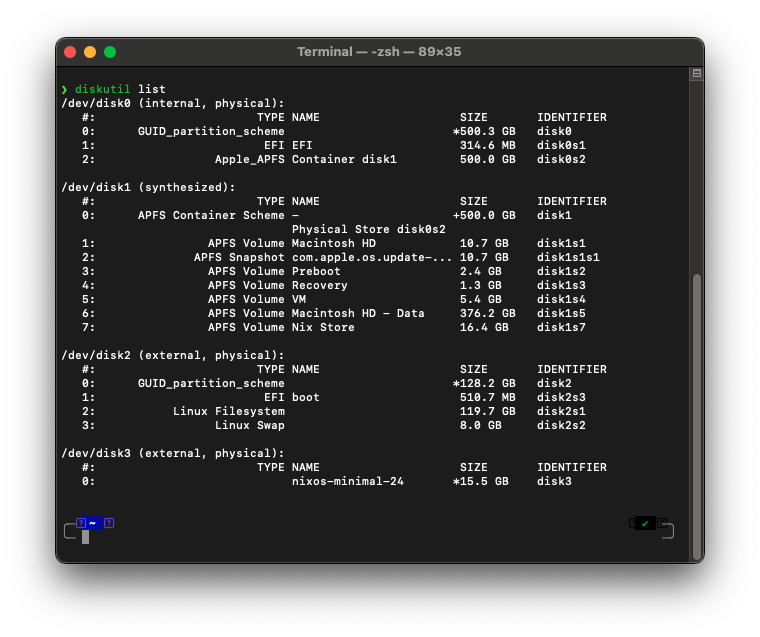 Terminal — -zsh — 89×35
❯ diskutil list
/dev/disk0 (internal, physical):
   #:                       TYPE NAME                    SIZE       IDENTIFIER
   0:      GUID_partition_scheme                        *500.3 GB   disk0
   1:                        EFI EFI                     314.6 MB   disk0s1
   2:                 Apple_APFS Container disk1         500.0 GB   disk0s2
/dev/disk1 (synthesized):
   #:                       TYPE NAME                    SIZE       IDENTIFIER
   0:      APFS Container Scheme -                      +500.0 GB   disk1
                                 Physical Store disk0s2
   1:                APFS Volume Macintosh HD            10.7 GB    disk1s1
   2:              APFS Snapshot com.apple.os.update-... 10.7 GB    disk1s1s1
   3:                APFS Volume Preboot                 2.4 GB     disk1s2
   4:                APFS Volume Recovery                1.3 GB     disk1s3
   5:                APFS Volume VM                      5.4 GB     disk1s4
   6:                APFS Volume Macintosh HD - Data     376.2 GB   disk1s5
   7:                APFS Volume Nix Store               16.4 GB    disk1s7
/dev/disk2 (external, physical):
   #:                       TYPE NAME                    SIZE       IDENTIFIER
   0:      GUID_partition_scheme                        *128.2 GB   disk2
   1:                        EFI boot                    510.7 MB   disk2s3
   2:           Linux Filesystem                         119.7 GB   disk2s1
   3:                 Linux Swap                         8.0 GB     disk2s2
/dev/disk3 (external, physical):
   #:                       TYPE NAME                    SIZE       IDENTIFIER
   0:                            nixos-minimal-24       *15.5 GB    disk3
? ~ ? ✔